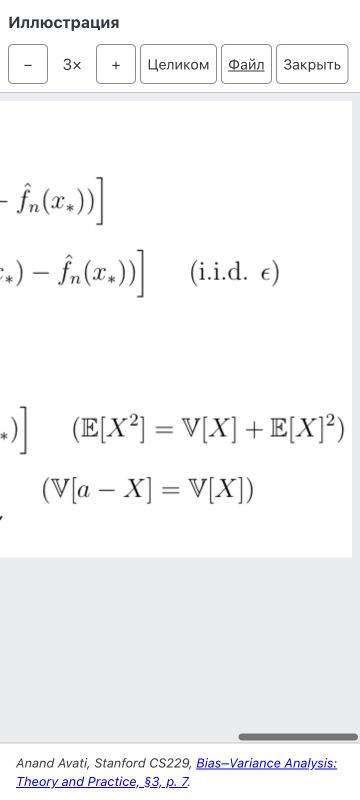 Иллюстрация
− 3× + Целиком Файл Закрыть
− f̂ₙ(x∗))]
∗) − f̂ₙ(x∗))] (i.i.d. ϵ)
∗)] (𝔼[X²] = 𝕍[X] + 𝔼[X]²)
(𝕍[a − X] = 𝕍[X])
Anand Avati, Stanford CS229, Bias—Variance Analysis:
Theory and Practice, §3, p. 7.